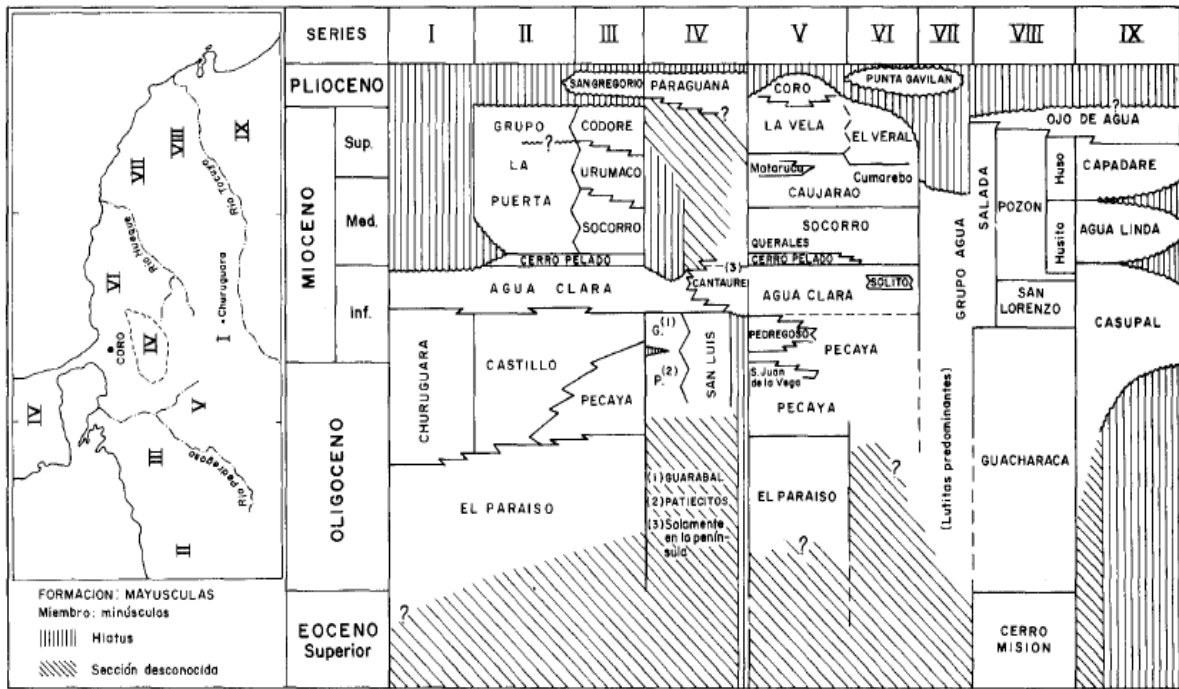 VIII
IX
VII
Río Tocuyo
Río Hueque
VI
Churuguara
I
CORO
IV
IV
V
III
Río Pedregoso
II
FORMACION: MAYUSCULAS
Miembro: minúsculas
Hiatus
Sección desconocida
SERIES
I
II
III
IV
V
VI
VII
VIII
IX
PLIOCENO
MIOCENO
Sup.
Med.
Inf.
OLIGOCENO
EOCENO
Superior
SAN GREGORIO
PARAGUANA
CORO
PUNTA GAVILAN
?
OJO DE AGUA
GRUPO
?
LA
PUERTA
CODORE
URUMACO
SOCORRO
?
LA VELA
EL VERAL
Mataruca
Cumarebo
CAUJARAO
SOCORRO
QUERALES
CERRO PELADO
CERRO PELADO
(3)
CANTAURE
AGUA CLARA
AGUA CLARA
SOLITO
GRUPO AGUA
SALADA
(Lutitas predominantes)
POZON
Huso
Husito
CAPADARE
AGUA LINDA
SAN
LORENZO
CASUPAL
CHURUGUARA
CASTILLO
PECAYA
G. (1)
P. (2)
SAN LUIS
PEDREGOSO
PECAYA
S. Juan
de la Vega
PECAYA
GUACHARACA
EL PARAISO
(1) GUARABAL
(2) PATIECITOS
(3) Solamente
en la penín-
sula
EL PARAISO
?
?
?
CERRO
MISION